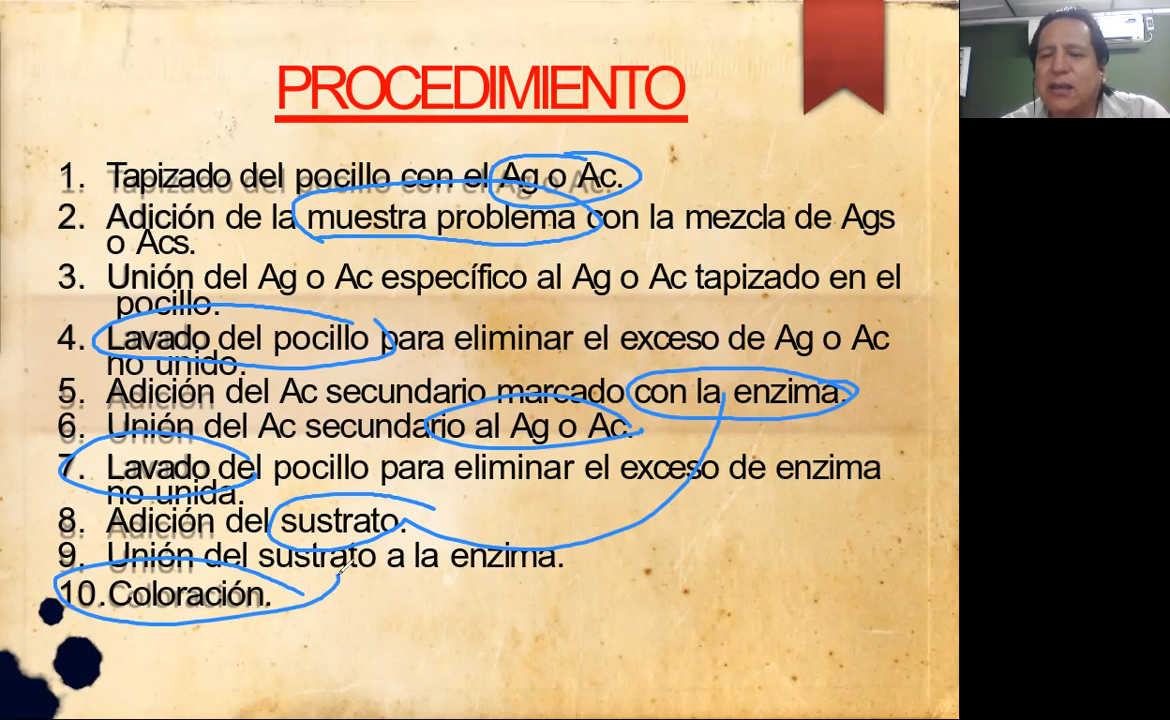 PROCEDIMIENTO
1. Tapizado del pocillo con el Ag o Ac.
2. Adición de la muestra problema con la mezcla de Ags
o Acs.
3. Unión del Ag o Ac específico al Ag o Ac tapizado en el
pocillo.
4. Lavado del pocillo para eliminar el exceso de Ag o Ac
no unido.
5. Adición del Ac secundario marcado con la enzima.
6. Unión del Ac secundario al Ag o Ac.
7. Lavado del pocillo para eliminar el exceso de enzima
no unida.
8. Adición del sustrato.
9. Unión del sustrato a la enzima.
10. Coloración.